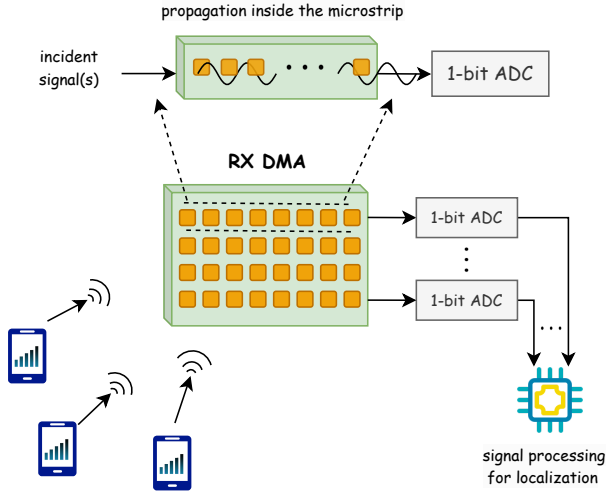 propagation inside the microstrip
incident
signal(s)
1-bit ADC
RX DMA
1-bit ADC
1-bit ADC
signal processing
for localization